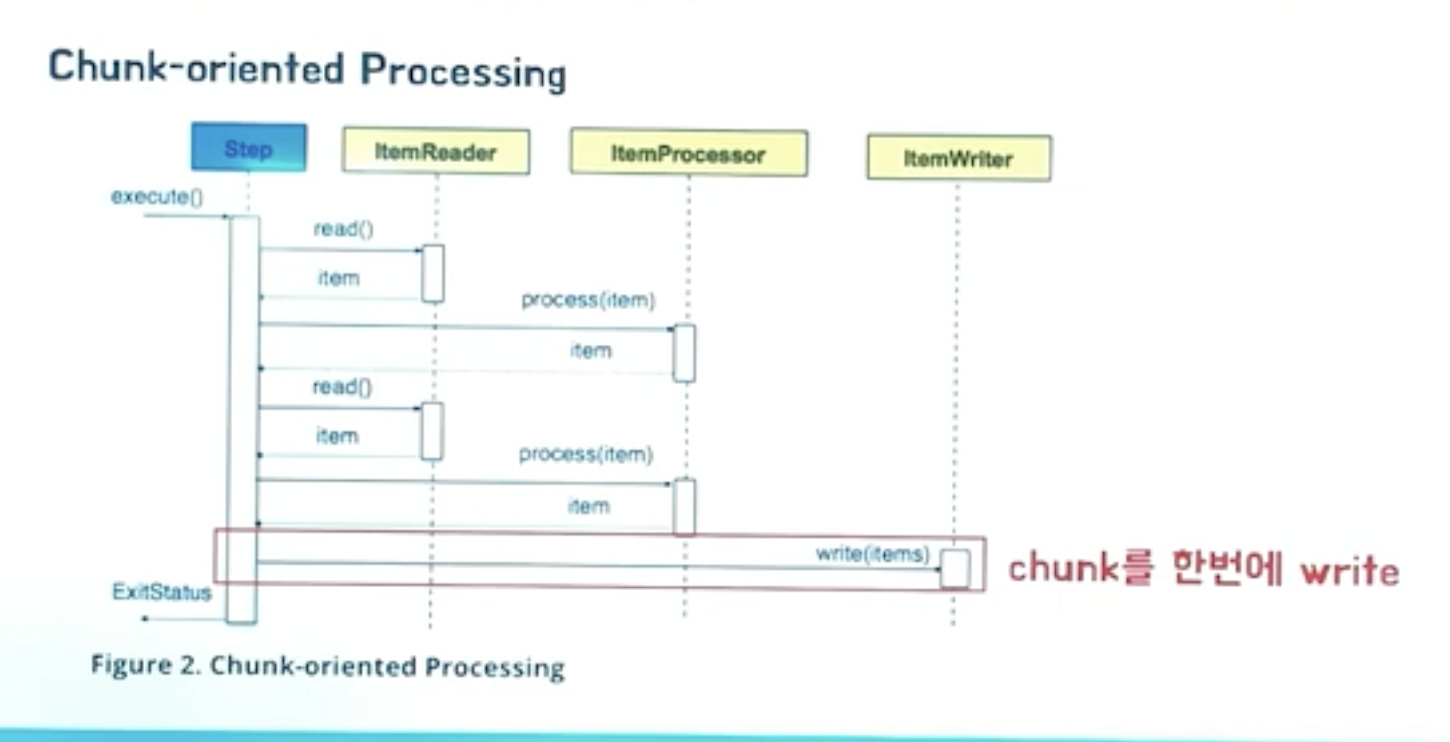 Chunk-oriented Processing
Step
ItemReader
ItemProcessor
ItemWriter
execute()
read()
item
process(item)
item
read()
item
process(item)
item
write(items)
chunk를 한번에 write
ExitStatus
Figure 2. Chunk-oriented Processing